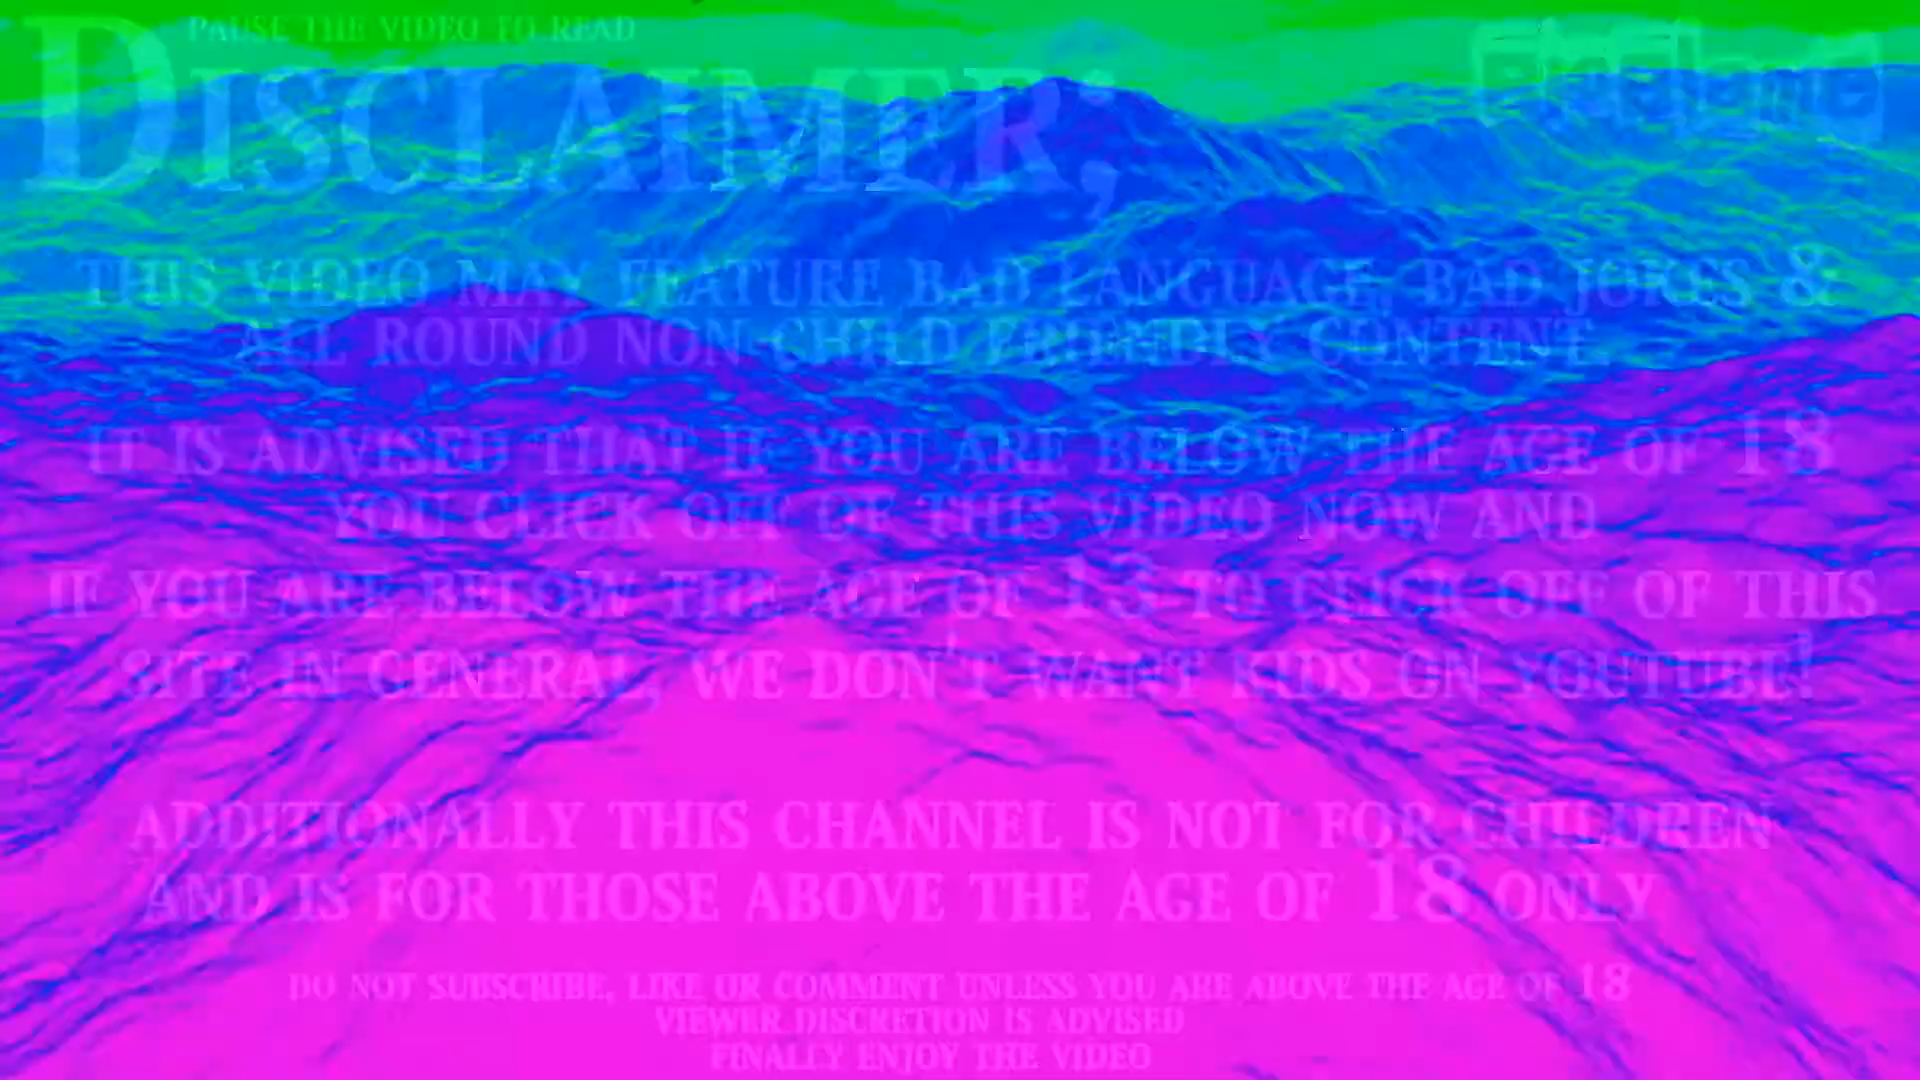 PAUSE THE VIDEO TO READ
DISCLAIMER;
THIS VIDEO MAY FEATURE BAD LANGUAGE, BAD JOKES &
ALL ROUND NON-CHILD FRIENDLY CONTENT
IT IS ADVISED THAT IF YOU ARE BELOW THE AGE OF 18
YOU CLICK OFF OF THIS VIDEO NOW AND
IF YOU ARE BELOW THE AGE OF 13 TO CLICK OFF OF THIS
SITE IN GENERAL, WE DON'T WANT KIDS ON YOUTUBE!
ADDITIONALLY THIS CHANNEL IS NOT FOR CHILDREN
AND IS FOR THOSE ABOVE THE AGE OF 18 ONLY
DO NOT SUBSCRIBE, LIKE OR COMMENT UNLESS YOU ARE ABOVE THE AGE OF 18
VIEWER DISCRETION IS ADVISED
FINALLY ENJOY THE VIDEO